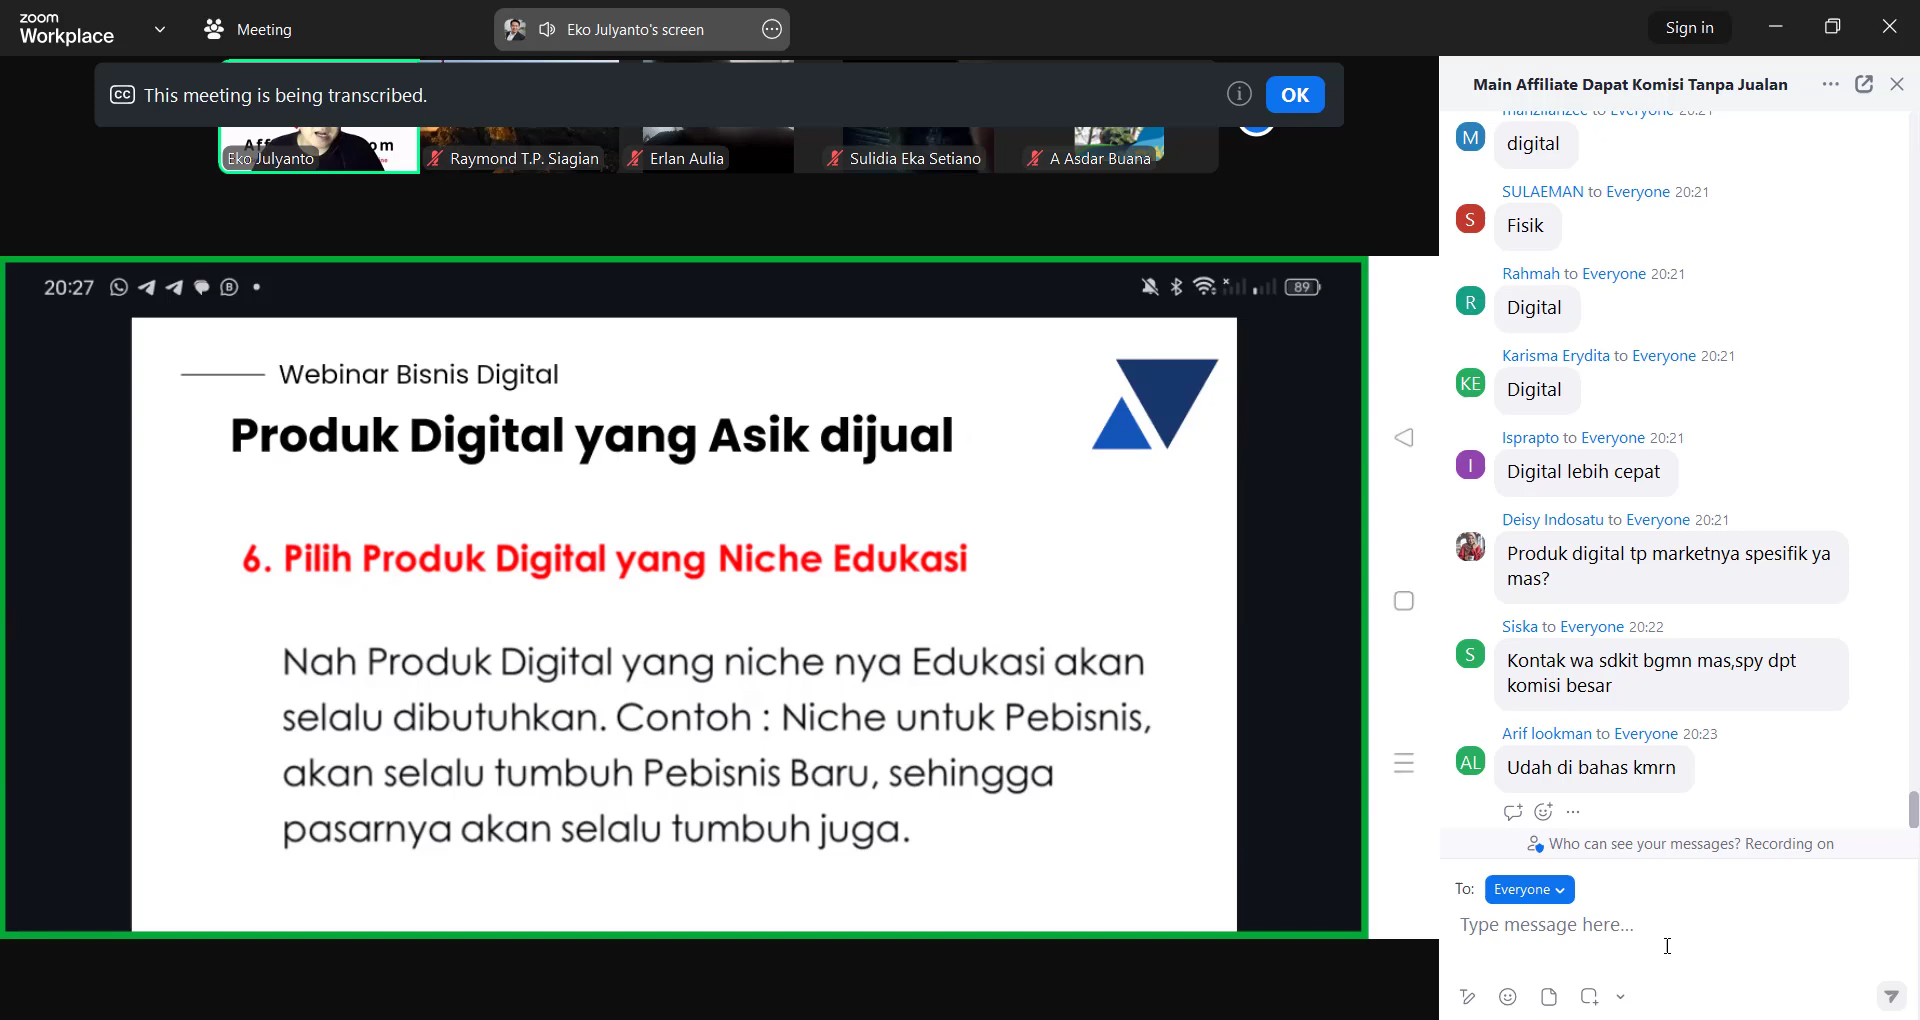 zoom
Workplace
Meeting
Eko Julyanto's screen
Sign in
CC This meeting is being transcribed.
OK
Eko Julyanto
Raymond T.P. Siagian
Erlan Aulia
Sulidia Eka Setiano
A Asdar Buana
20:27
89
Webinar Bisnis Digital
Produk Digital yang Asik dijual
6. Pilih Produk Digital yang Niche Edukasi
Nah Produk Digital yang niche nya Edukasi akan
selalu dibutuhkan. Contoh : Niche untuk Pebisnis,
akan selalu tumbuh Pebisnis Baru, sehingga
pasarnya akan selalu tumbuh juga.
Main Affiliate Dapat Komisi Tanpa Jualan
M
digital
SULAEMAN to Everyone 20:21
S
Fisik
Rahmah to Everyone 20:21
R
Digital
Karisma Erydita to Everyone 20:21
KE
Digital
Isprapto to Everyone 20:21
I
Digital lebih cepat
Deisy Indosatu to Everyone 20:21
Produk digital tp marketnya spesifik ya
mas?
Siska to Everyone 20:22
S
Kontak wa sdkit bgmn mas,spy dpt
komisi besar
Arif lookman to Everyone 20:23
AL
Udah di bahas kmrn
Who can see your messages? Recording on
To: Everyone
Type message here...